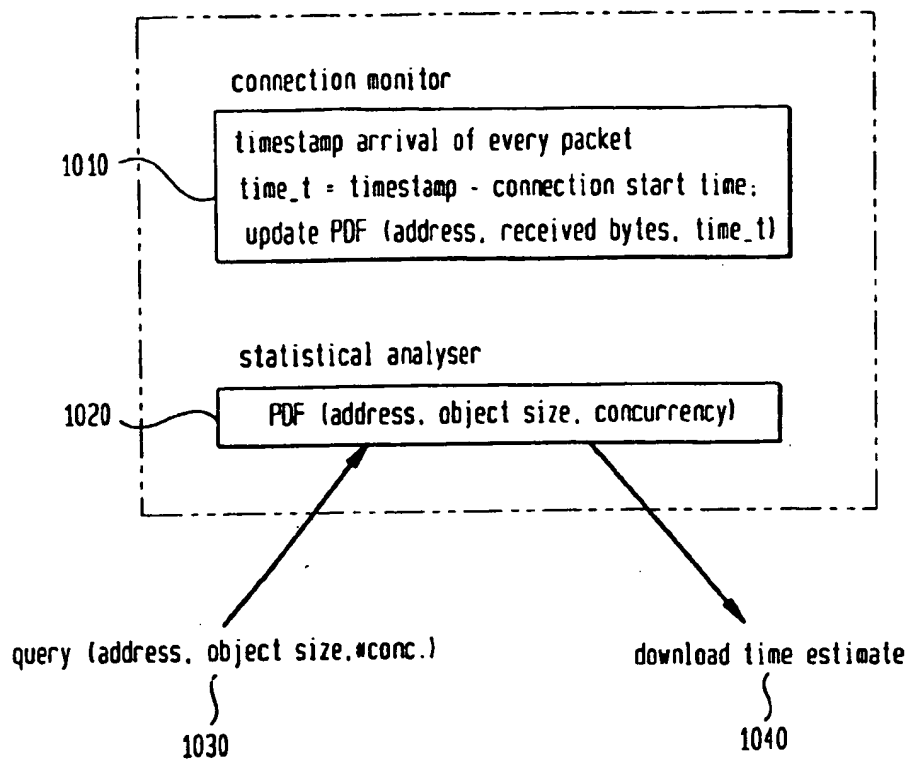 connection monitor
timestamp arrival of every packet
1010
time_t = timestamp - connection start time;
update PDF (address, received bytes, time_t)
statistical analyser
1020
PDF (address, object size, concurrency)
query (address, object size,#conc.)
download time estimate
1030
1040